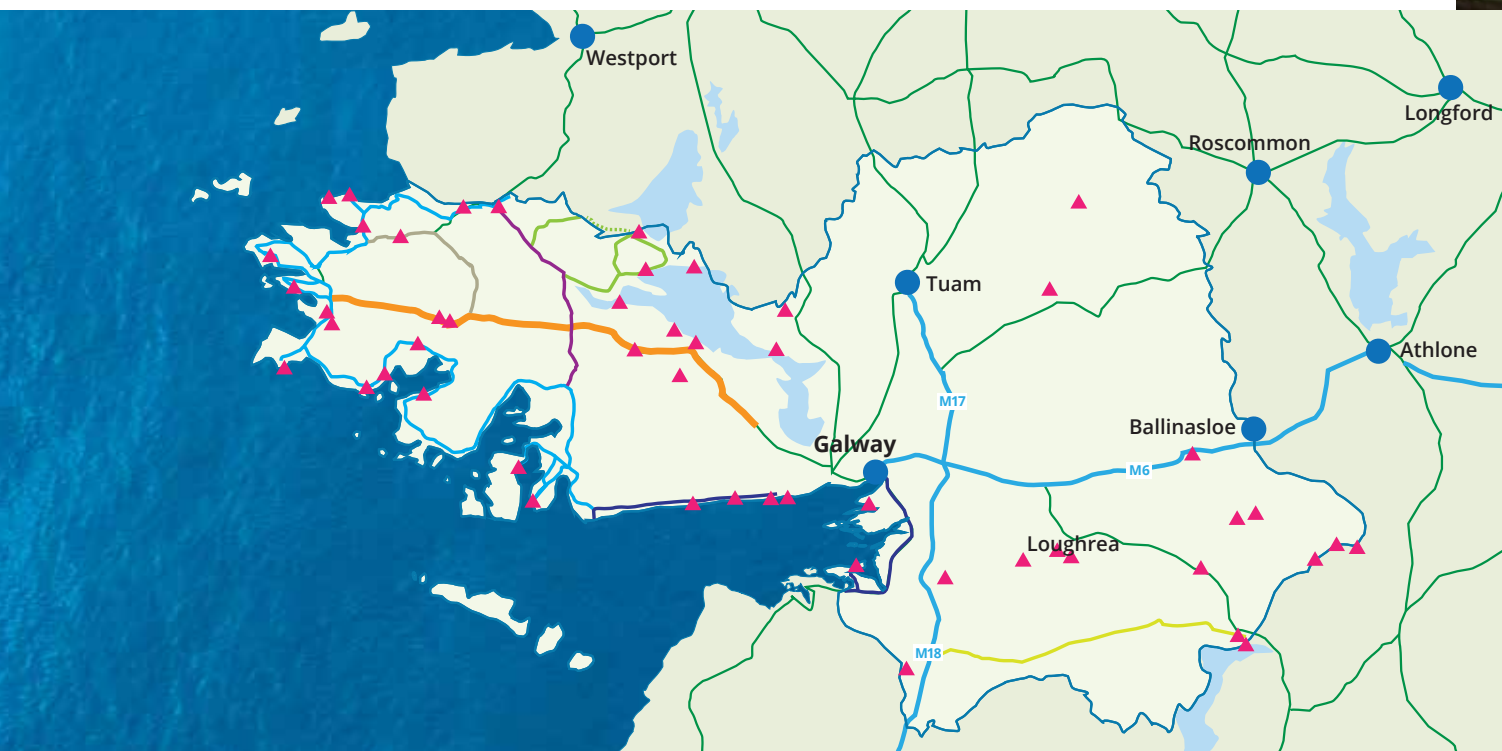 Westport
Longford
Roscommon
Tuam
Athlone
M17
Ballinasloe
Galway
M6
Loughrea
M18